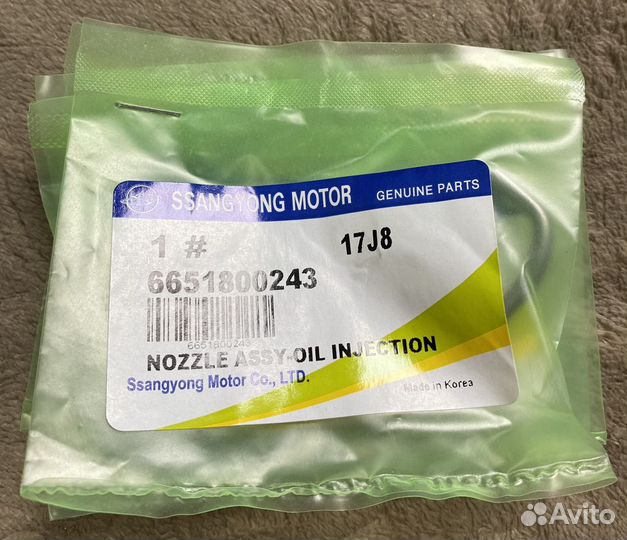 SSANGYONG MOTOR GENUINE PARTS
1 # 17J8
6651800243
6651800243
NOZZLE ASSY-OIL INJECTION
Ssangyong Motor Co., LTD.
Made in Korea
Avito